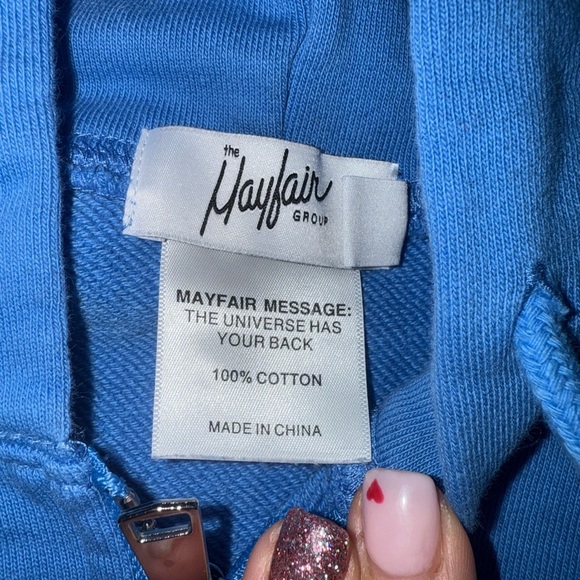 the
Mayfair
GROUP
MAYFAIR MESSAGE:
THE UNIVERSE HAS
YOUR BACK
100% COTTON
MADE IN CHINA